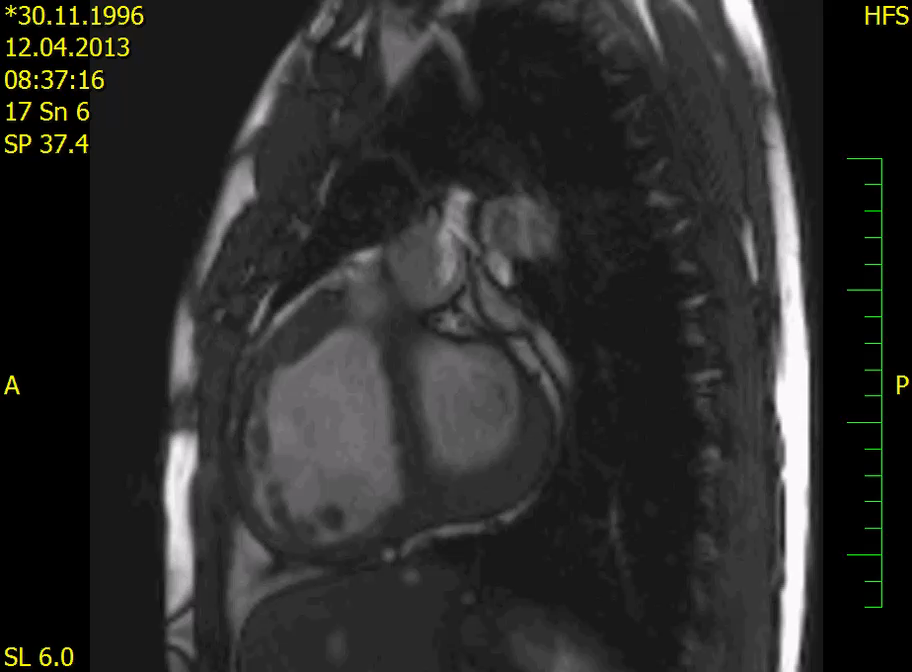 *30.11.1996
12.04.2013
08:37:16
17 Sn 6
SP 37.4
HFS
A
P
SL 6.0